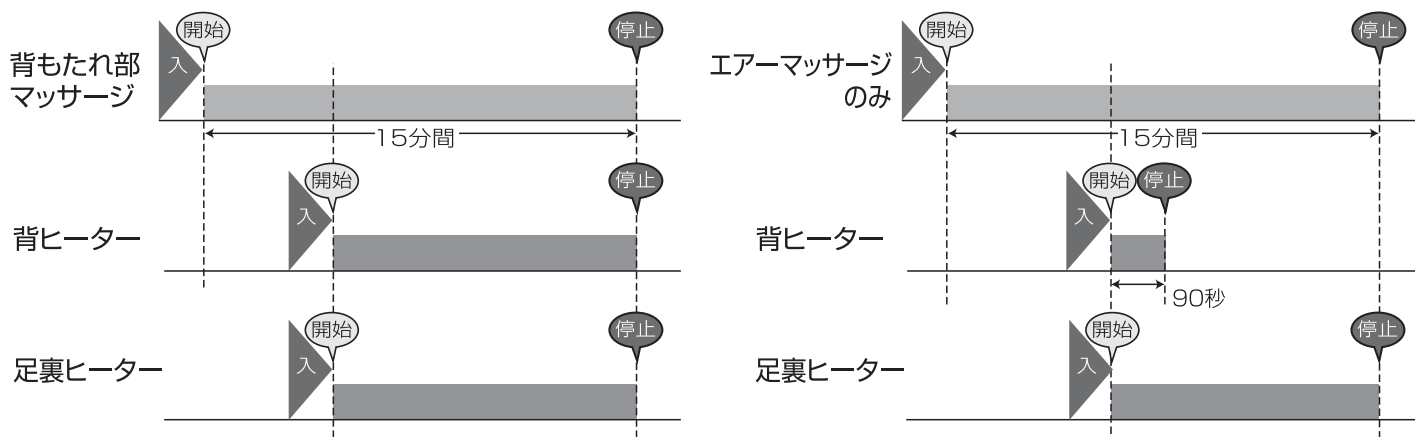 開始
停止
入
背もたれ部
マッサージ
15分間
開始
停止
入
背ヒーター
開始
停止
入
足裏ヒーター
開始
停止
入
エアーマッサージ
のみ
15分間
開始
停止
入
背ヒーター
90秒
開始
停止
入
足裏ヒーター